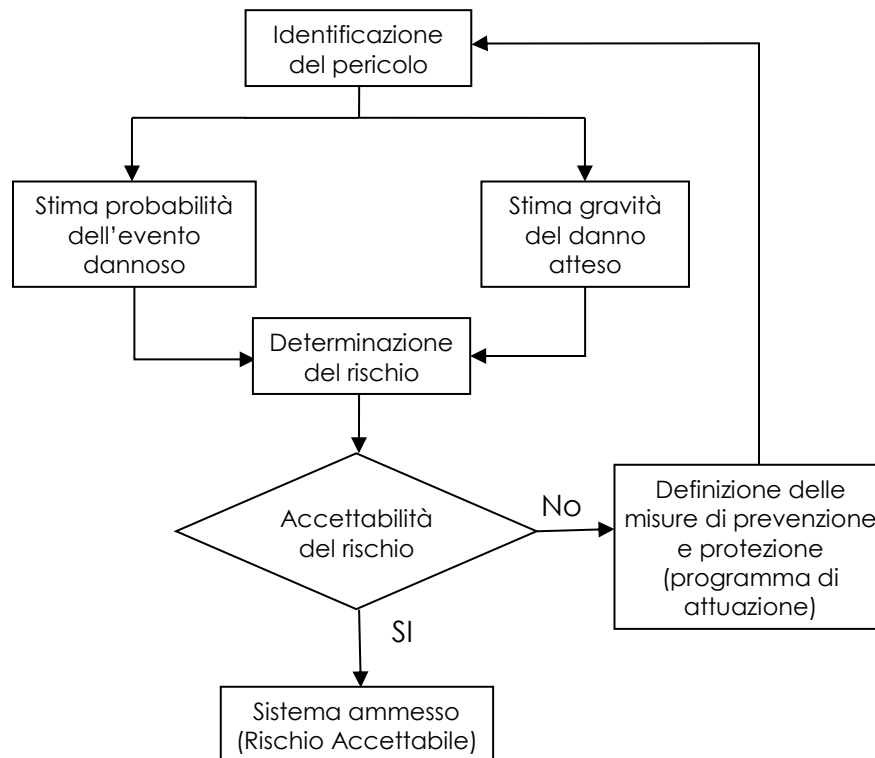 Identificazione
del pericolo
Stima probabilità
dell'evento
dannoso
Stima gravità
del danno
atteso
Determinazione
del rischio
Accettabilità
del rischio
No
Definizione delle
misure di prevenzione
e protezione
(programma di
attuazione)
SI
Sistema ammesso
(Rischio Accettabile)